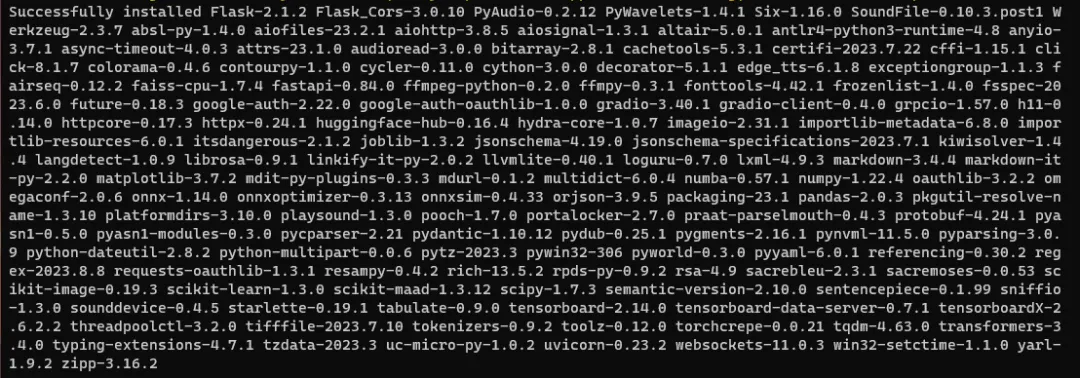 Successfully installed Flask-2.1.2 Flask_Cors-3.0.10 PyAudio-0.2.12 PyWavelets-1.4.1 Six-1.16.0 SoundFile-0.10.3.post1 W
erkzeug-2.3.7 absl-py-1.4.0 aiofiles-23.2.1 aiohttp-3.8.5 aiosignal-1.3.1 altair-5.0.1 antlr4-python3-runtime-4.8 anyio-
3.7.1 async-timeout-4.0.3 attrs-23.1.0 audioread-3.0.0 bitarray-2.8.1 cachetools-5.3.1 certifi-2023.7.22 cffi-1.15.1 cli
ck-8.1.7 colorama-0.4.6 contourpy-1.1.0 cycler-0.11.0 cython-3.0.0 decorator-5.1.1 edge_tts-6.1.8 exceptiongroup-1.1.3 f
airseq-0.12.2 faiss-cpu-1.7.4 fastapi-0.84.0 ffmpeg-python-0.2.0 ffmpy-0.3.1 fonttools-4.42.1 frozenlist-1.4.0 fsspec-20
23.6.0 future-0.18.3 google-auth-2.22.0 google-auth-oauthlib-1.0.0 gradio-3.40.1 gradio-client-0.4.0 grpcio-1.57.0 h11-0
.14.0 httpcore-0.17.3 httpx-0.24.1 huggingface-hub-0.16.4 hydra-core-1.0.7 imageio-2.31.1 importlib-metadata-6.8.0 impor
tlib-resources-6.0.1 itsdangerous-2.1.2 joblib-1.3.2 jsonschema-4.19.0 jsonschema-specifications-2023.7.1 kiwisolver-1.4
.4 langdetect-1.0.9 librosa-0.9.1 linkify-it-py-2.0.2 llvmlite-0.40.1 loguru-0.7.0 lxml-4.9.3 markdown-3.4.4 markdown-it
-py-2.2.0 matplotlib-3.7.2 mdit-py-plugins-0.3.3 mdurl-0.1.2 multidict-6.0.4 numba-0.57.1 numpy-1.22.4 oauthlib-3.2.2 om
egaconf-2.0.6 onnx-1.14.0 onnxoptimizer-0.3.13 onnxsim-0.4.33 orjson-3.9.5 packaging-23.1 pandas-2.0.3 pkgutil-resolve-n
ame-1.3.10 platformdirs-3.10.0 playsound-1.3.0 pooch-1.7.0 portalocker-2.7.0 praat-parselmouth-0.4.3 protobuf-4.24.1 pya
sn1-0.5.0 pyasn1-modules-0.3.0 pycparser-2.21 pydantic-1.10.12 pydub-0.25.1 pygments-2.16.1 pynvml-11.5.0 pyparsing-3.0.
9 python-dateutil-2.8.2 python-multipart-0.0.6 pytz-2023.3 pywin32-306 pyworld-0.3.0 pyyaml-6.0.1 referencing-0.30.2 reg
ex-2023.8.8 requests-oauthlib-1.3.1 resampy-0.4.2 rich-13.5.2 rpds-py-0.9.2 rsa-4.9 sacrebleu-2.3.1 sacremoses-0.0.53 sc
ikit-image-0.19.3 scikit-learn-1.3.0 scikit-maad-1.3.12 scipy-1.7.3 semantic-version-2.10.0 sentencepiece-0.1.99 sniffio
-1.3.0 sounddevice-0.4.5 starlette-0.19.1 tabulate-0.9.0 tensorboard-2.14.0 tensorboard-data-server-0.7.1 tensorboardX-2
.6.2.2 threadpoolctl-3.2.0 tifffile-2023.7.10 tokenizers-0.9.2 toolz-0.12.0 torchcrepe-0.0.21 tqdm-4.63.0 transformers-3
.4.0 typing-extensions-4.7.1 tzdata-2023.3 uc-micro-py-1.0.2 uvicorn-0.23.2 websockets-11.0.3 win32-setctime-1.1.0 yarl-
1.9.2 zipp-3.16.2